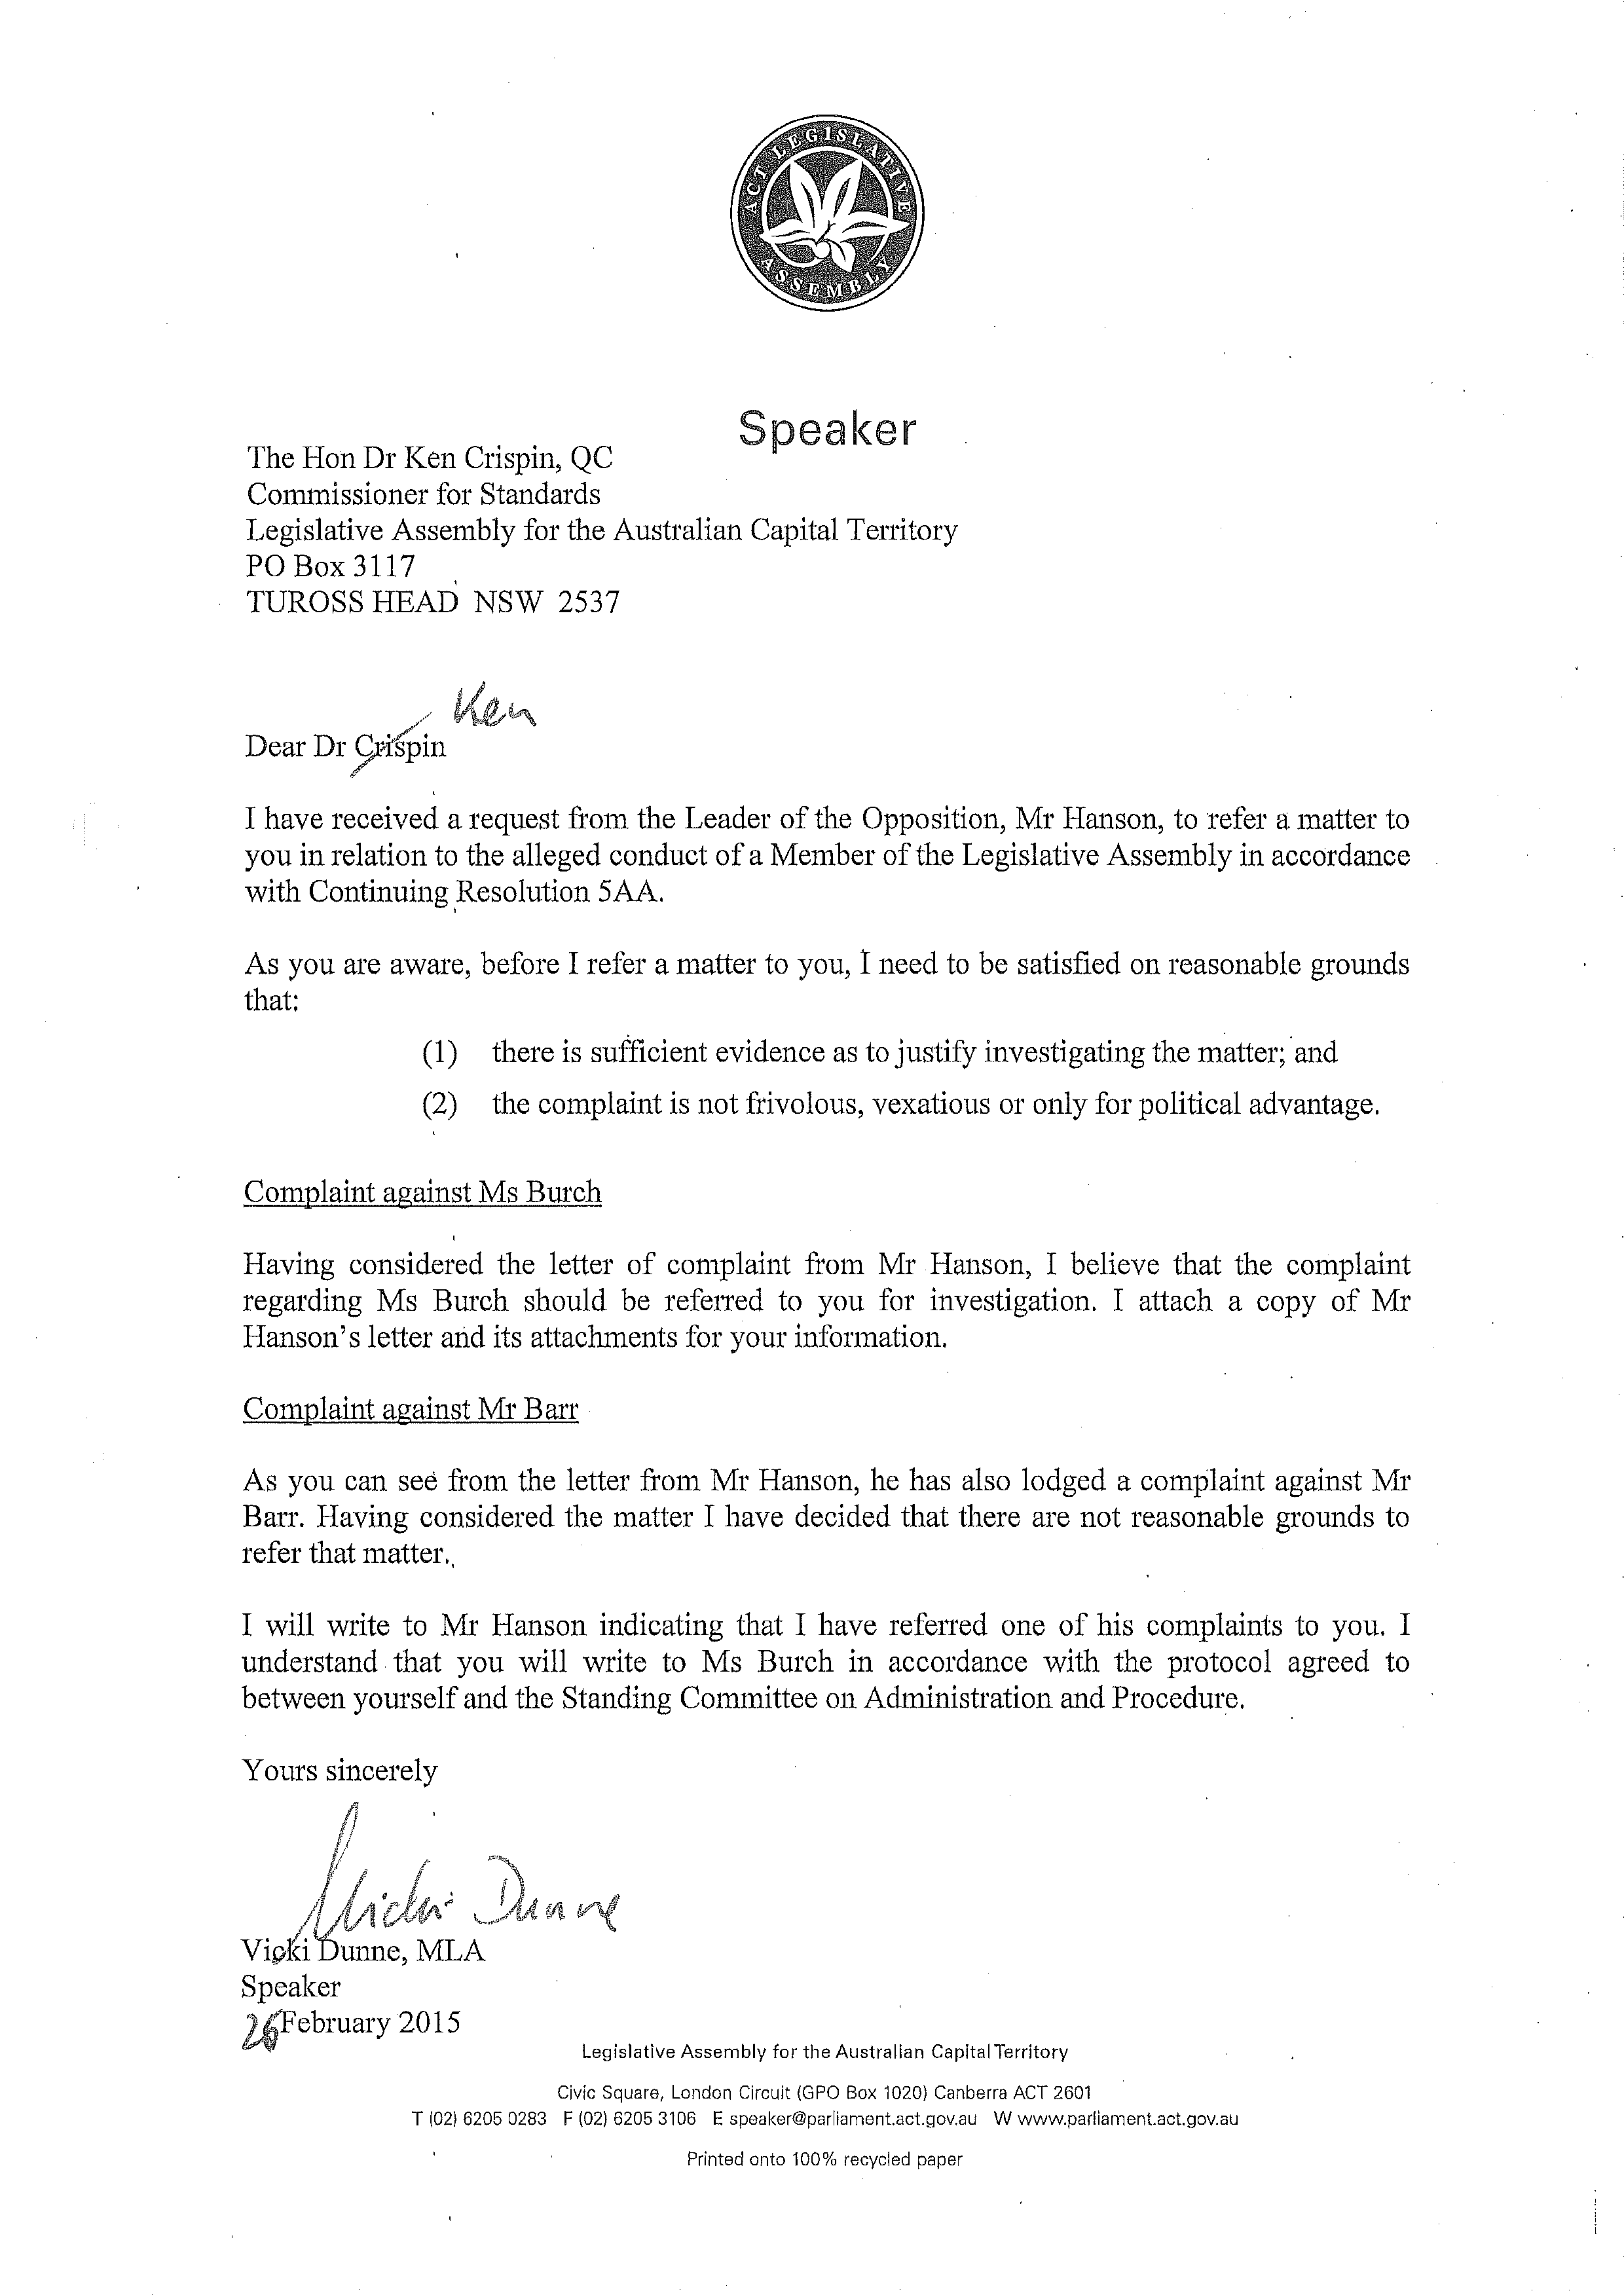 ACT LEGISLATIVE
ASSEMBLY
Speaker
The Hon Dr Ken Crispin, QC
Commissioner for Standards
Legislative Assembly for the Australian Capital Territory
PO Box 3117
TUROSS HEAD NSW 2537
Ken
Dear Dr Crispin
I have received a request from the Leader of the Opposition, Mr Hanson, to refer a matter to
you in relation to the alleged conduct of a Member of the Legislative Assembly in accordance
with Continuing Resolution 5AA.
As you are aware, before I refer a matter to you, I need to be satisfied on reasonable grounds
that:
(1) there is sufficient evidence as to justify investigating the matter; and
(2) the complaint is not frivolous, vexatious or only for political advantage.
Complaint against Ms Burch
Having considered the letter of complaint from Mr Hanson, I believe that the complaint
regarding Ms Burch should be referred to you for investigation. I attach a copy of Mr
Hanson's letter and its attachments for your information.
Complaint against Mr Barr
As you can see from the letter from Mr Hanson, he has also lodged a complaint against Mr
Barr. Having considered the matter I have decided that there are not reasonable grounds to
refer that matter.
I will write to Mr Hanson indicating that I have referred one of his complaints to you. I
understand that you will write to Ms Burch in accordance with the protocol agreed to
between yourself and the Standing Committee on Administration and Procedure.
Yours sincerely
Vicki Dunne
Vicki Dunne, MLA
Speaker
26 February 2015
Legislative Assembly for the Australian Capital Territory
Civic Square, London Circuit (GPO Box 1020) Canberra ACT 2601
T (02) 6205 0283 F (02) 6205 3106 E speaker@parliament.act.gov.au W www.parliament.act.gov.au
Printed onto 100% recycled paper